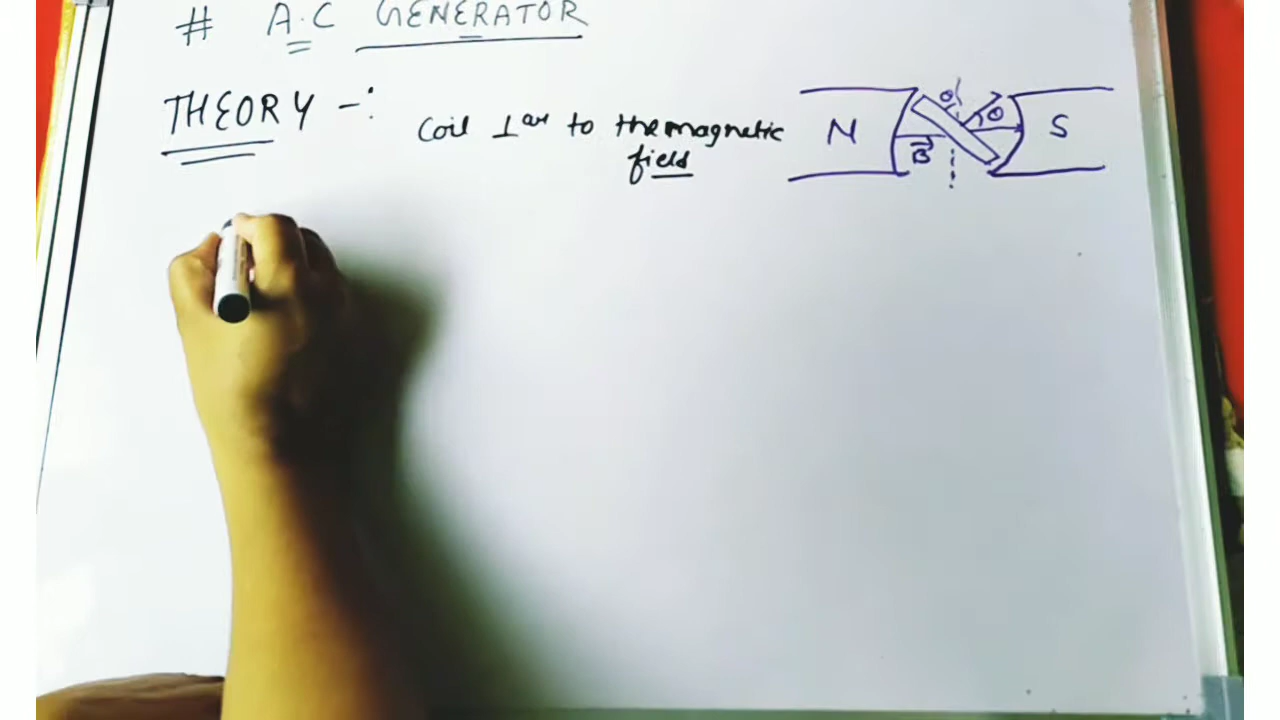 # A.C GENERATOR
THEORY -:
Coil ⊥ar to the magnetic
field
N
θ
θ
B→
S